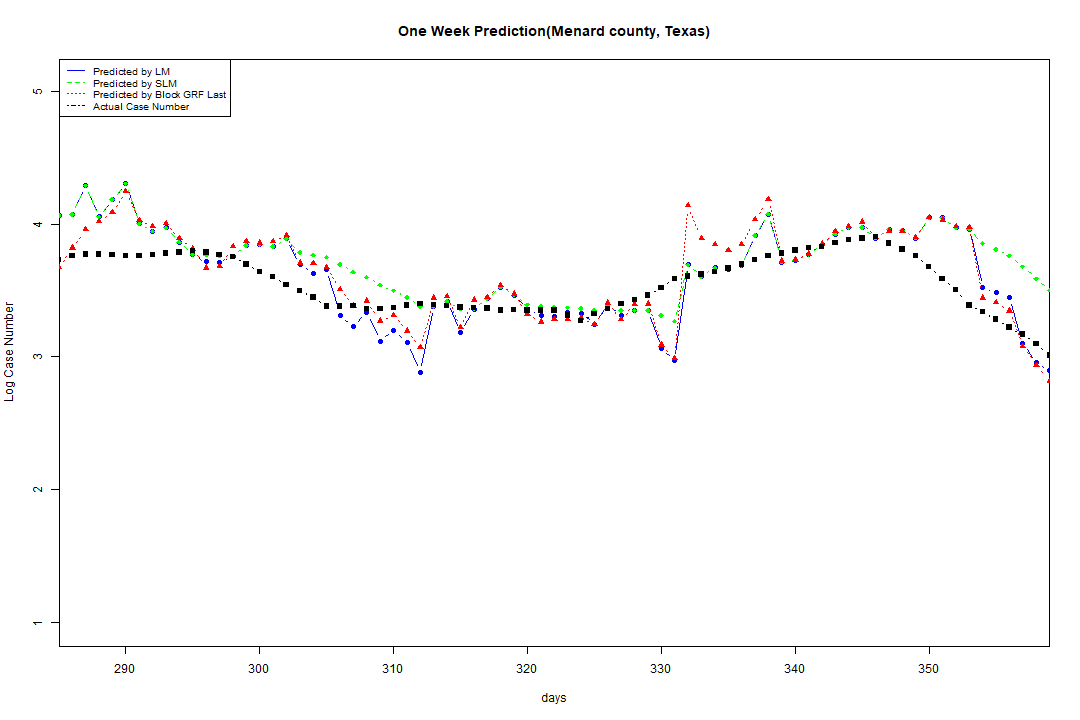 One Week Prediction(Menard county, Texas)
Predicted by LM
Predicted by SLM
Predicted by Block GRF Last
Actual Case Number
5
4
3
2
1
Log Case Number
290 300 310 320 330 340 350
days